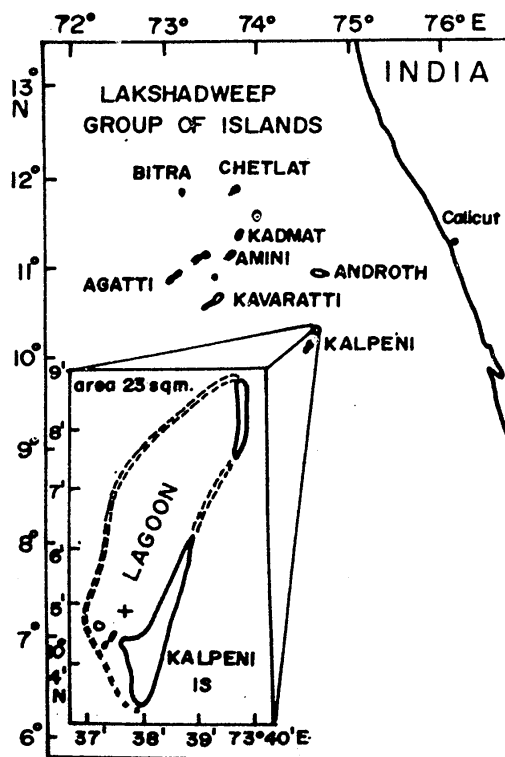 72° 73° 74° 75° 76° E
13°
N
INDIA
LAKSHADWEEP
GROUP OF ISLANDS
BITRA CHETLAT
12°
Calicut
KADMAT
AMINI
11°
AGATTI
ANDROTH
KAVARATTI
KALPENI
10°
9'
area 23 sqm.
8'
9°
7'
LAGOON
8°
6'
5'
7°
10°
4'
N
KALPENI
IS
6°
37' 38' 39' 73°40'E